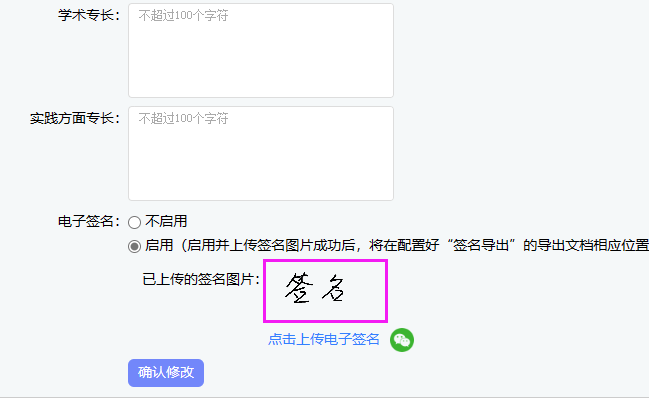 学术专长：
不超过100个字符
实践方面专长：
不超过100个字符
电子签名：
不启用
启用（启用并上传签名图片成功后，将在配置好“签名导出”的导出文档相应位置
已上传的签名图片：
签名
点击上传电子签名
确认修改